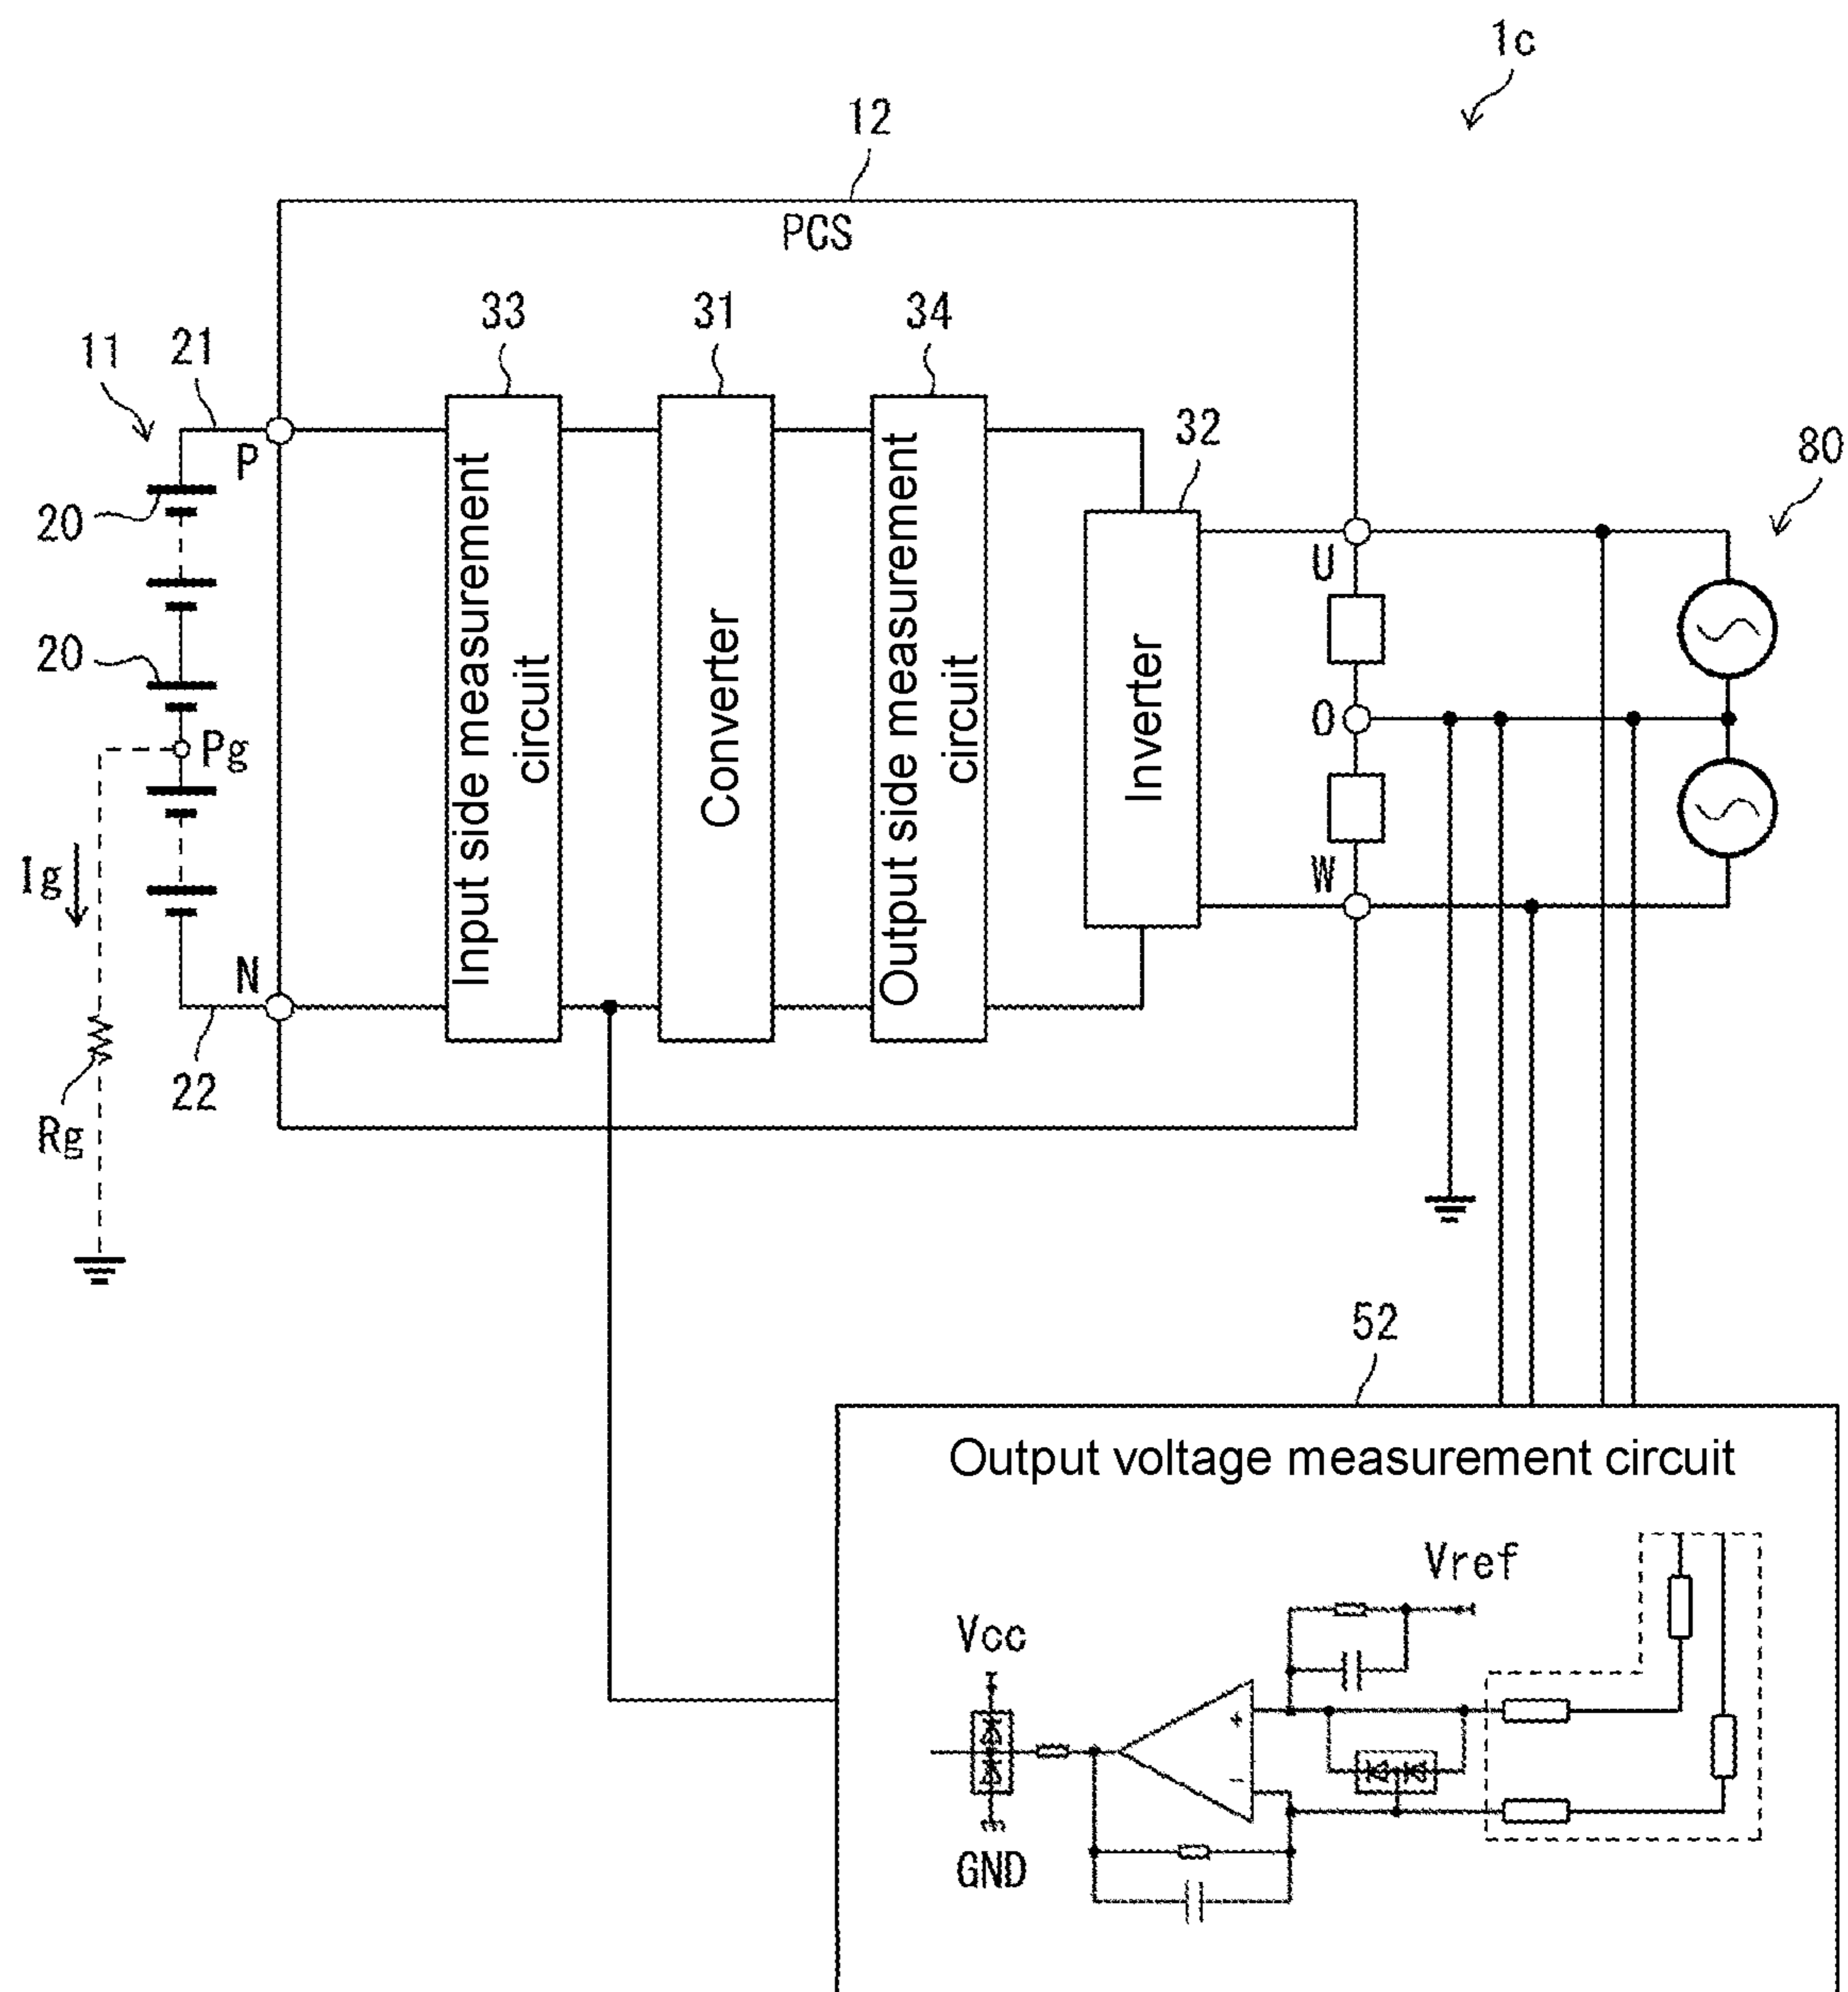 1c
12
PCS
33
31
34
11
21
P
32
80
20
U
20
Input side measurement
circuit
Converter
Output side measurement
circuit
Inverter
O
Pg
W
Ig
N
22
Rg
52
Output voltage measurement circuit
Vref
Vcc
+
−
GND